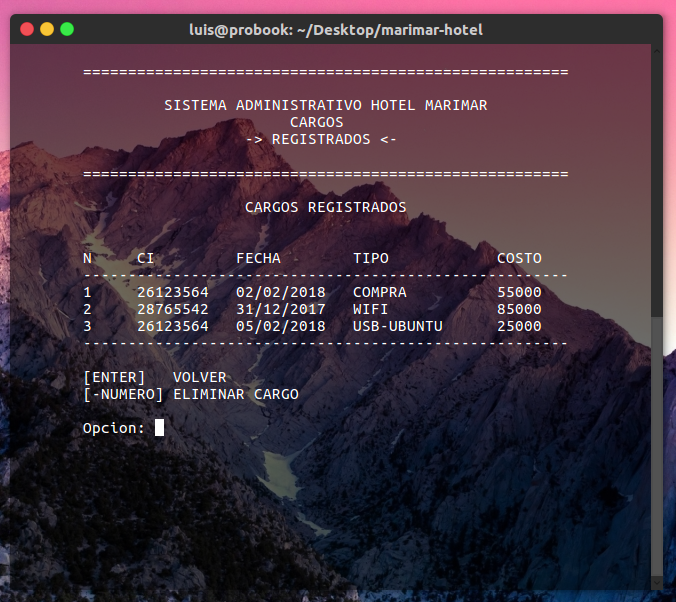 luis@probook: ~/Desktop/marimar-hotel
======================================================
SISTEMA ADMINISTRATIVO HOTEL MARIMAR
CARGOS
-> REGISTRADOS <-
======================================================
CARGOS REGISTRADOS
N     CI         FECHA        TIPO            COSTO
------------------------------------------------------
1     26123564   02/02/2018   COMPRA          55000
2     28765542   31/12/2017   WIFI            85000
3     26123564   05/02/2018   USB-UBUNTU      25000
------------------------------------------------------
[ENTER]   VOLVER
[-NUMERO] ELIMINAR CARGO
Opcion: